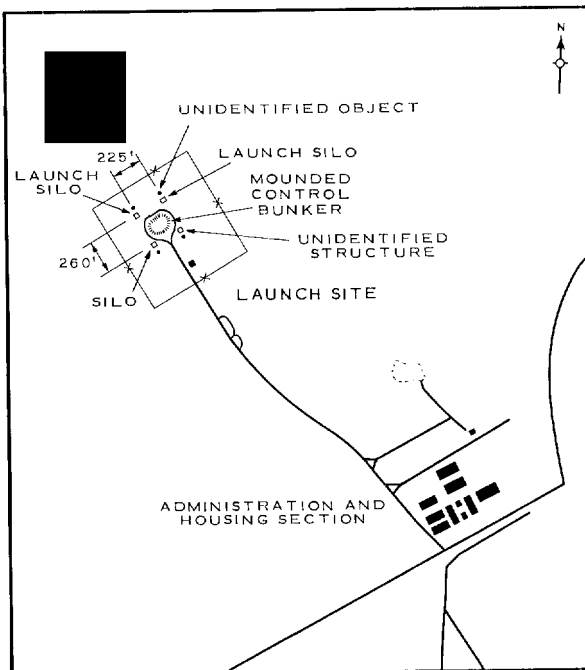 N
UNIDENTIFIED OBJECT
225'
LAUNCH SILO
LAUNCH
SILO
MOUNDED
CONTROL
BUNKER
UNIDENTIFIED
STRUCTURE
260'
SILO
LAUNCH SITE
ADMINISTRATION AND
HOUSING SECTION